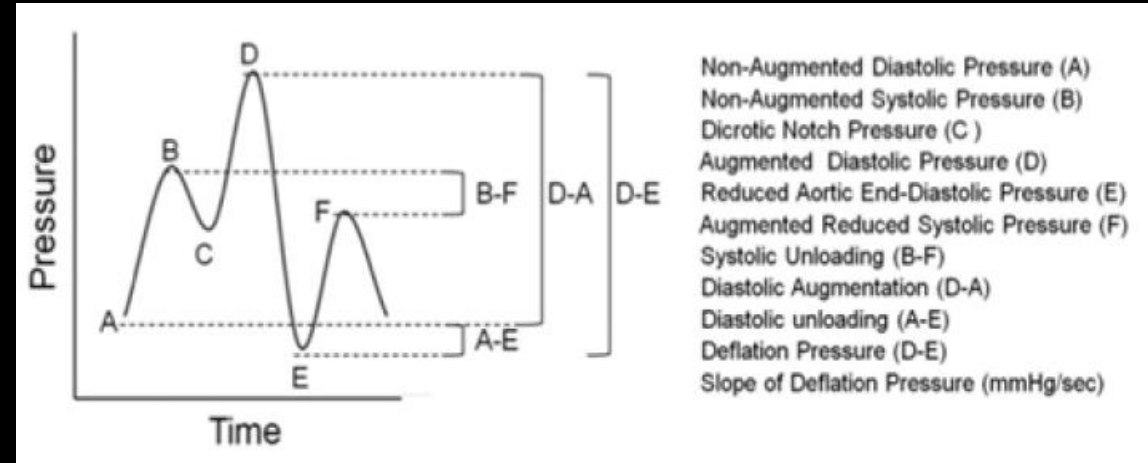 D
B
F
C
A
E
B-F
D-A
D-E
A-E
Pressure
Time
Non-Augmented Diastolic Pressure (A)
Non-Augmented Systolic Pressure (B)
Dicrotic Notch Pressure (C )
Augmented Diastolic Pressure (D)
Reduced Aortic End-Diastolic Pressure (E)
Augmented Reduced Systolic Pressure (F)
Systolic Unloading (B-F)
Diastolic Augmentation (D-A)
Diastolic unloading (A-E)
Deflation Pressure (D-E)
Slope of Deflation Pressure (mmHg/sec)